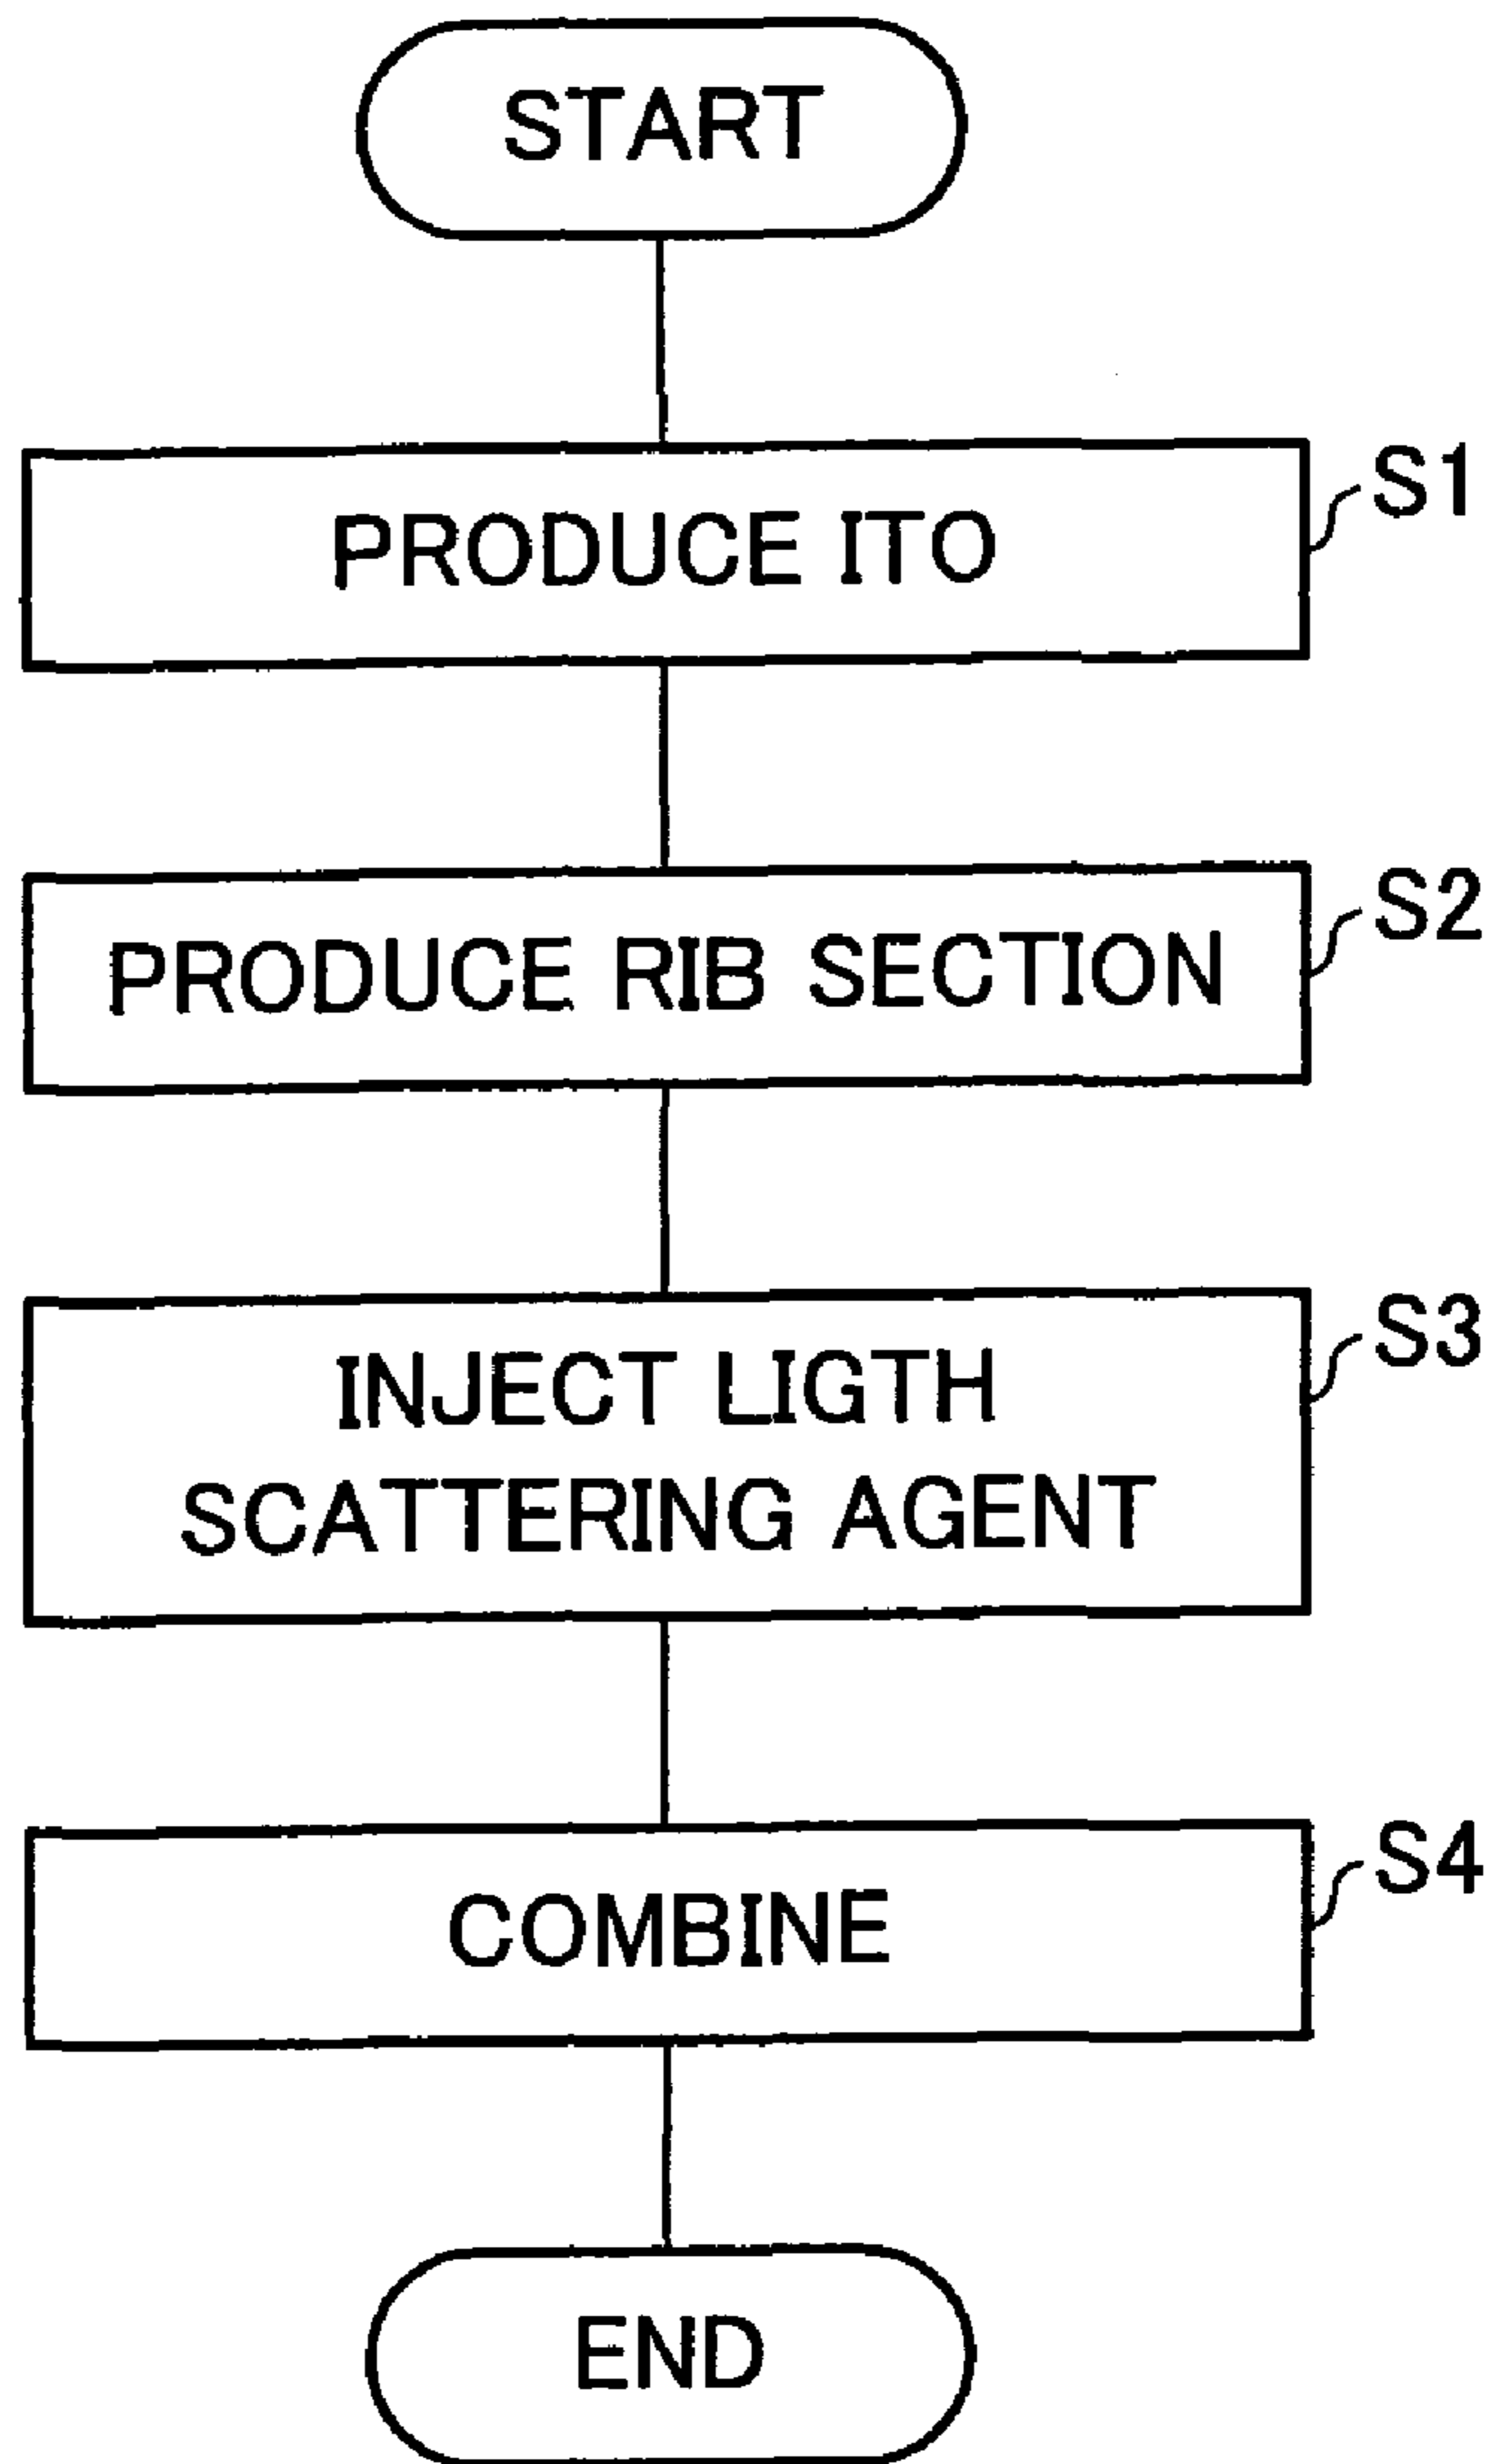 START
PRODUCE ITO
S1
PRODUCE RIB SECTION
S2
INJECT LIGTH
SCATTERING AGENT
S3
COMBINE
S4
END